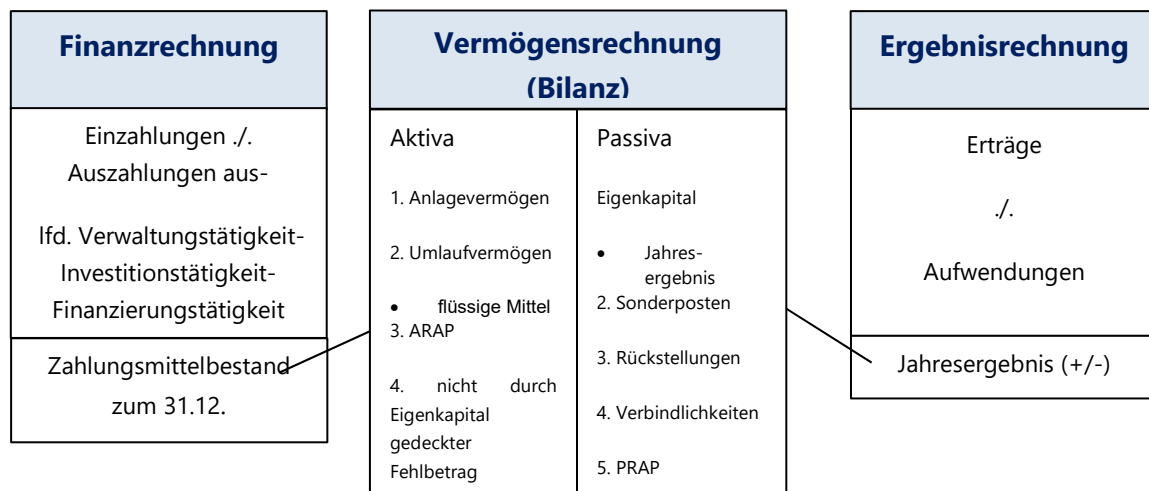 Finanzrechnung
Einzahlungen ./.
Auszahlungen aus-
lfd. Verwaltungstätigkeit-
Investitionstätigkeit-
Finanzierungstätigkeit
Zahlungsmittelbestand
zum 31.12.
Vermögensrechnung
(Bilanz)
Aktiva
1. Anlagevermögen
2. Umlaufvermögen
• flüssige Mittel
3. ARAP
4. nicht durch
Eigenkapital
gedeckter
Fehlbetrag
Passiva
Eigenkapital
• Jahres-
ergebnis
2. Sonderposten
3. Rückstellungen
4. Verbindlichkeiten
5. PRAP
Ergebnisrechnung
Erträge
./.
Aufwendungen
Jahresergebnis (+/-)